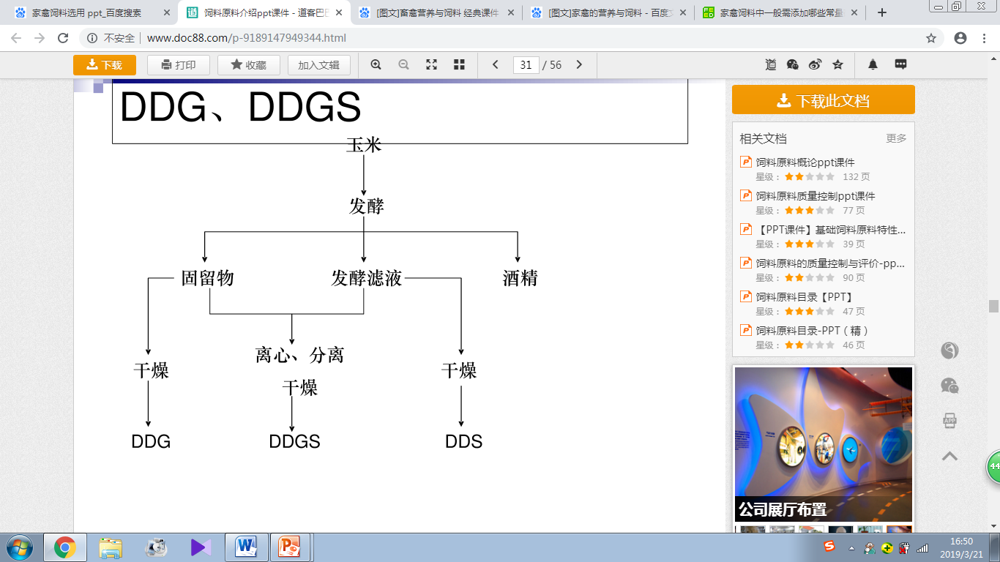 家禽饲料选用 ppt_百度搜索
饲料原料介绍ppt课件 - 道客巴巴
[图文]畜禽营养与饲料 经典课件
[图文]家禽的营养与饲料 - 百度文
家禽饲料中一般需添加哪些常量
不安全 www.doc88.com/p-9189147949344.html
下载 打印 收藏 加入文辑 31 / 56
DDG、DDGS
玉米
发酵
固留物 发酵滤液 酒精
离心、分离
干燥 干燥
干燥
DDG DDGS DDS
下载此文档
相关文档 更多
饲料原料概论ppt课件
星级: 132 页
饲料原料质量控制ppt课件
星级: 77 页
【PPT课件】基础饲料原料特性...
星级: 39 页
饲料原料的质量控制与评价-pp...
星级: 90 页
饲料原料目录【PPT】
星级: 47 页
饲料原料目录-PPT（精）
星级: 46 页
APP
公司展厅布置
44
16:50
2019/3/21